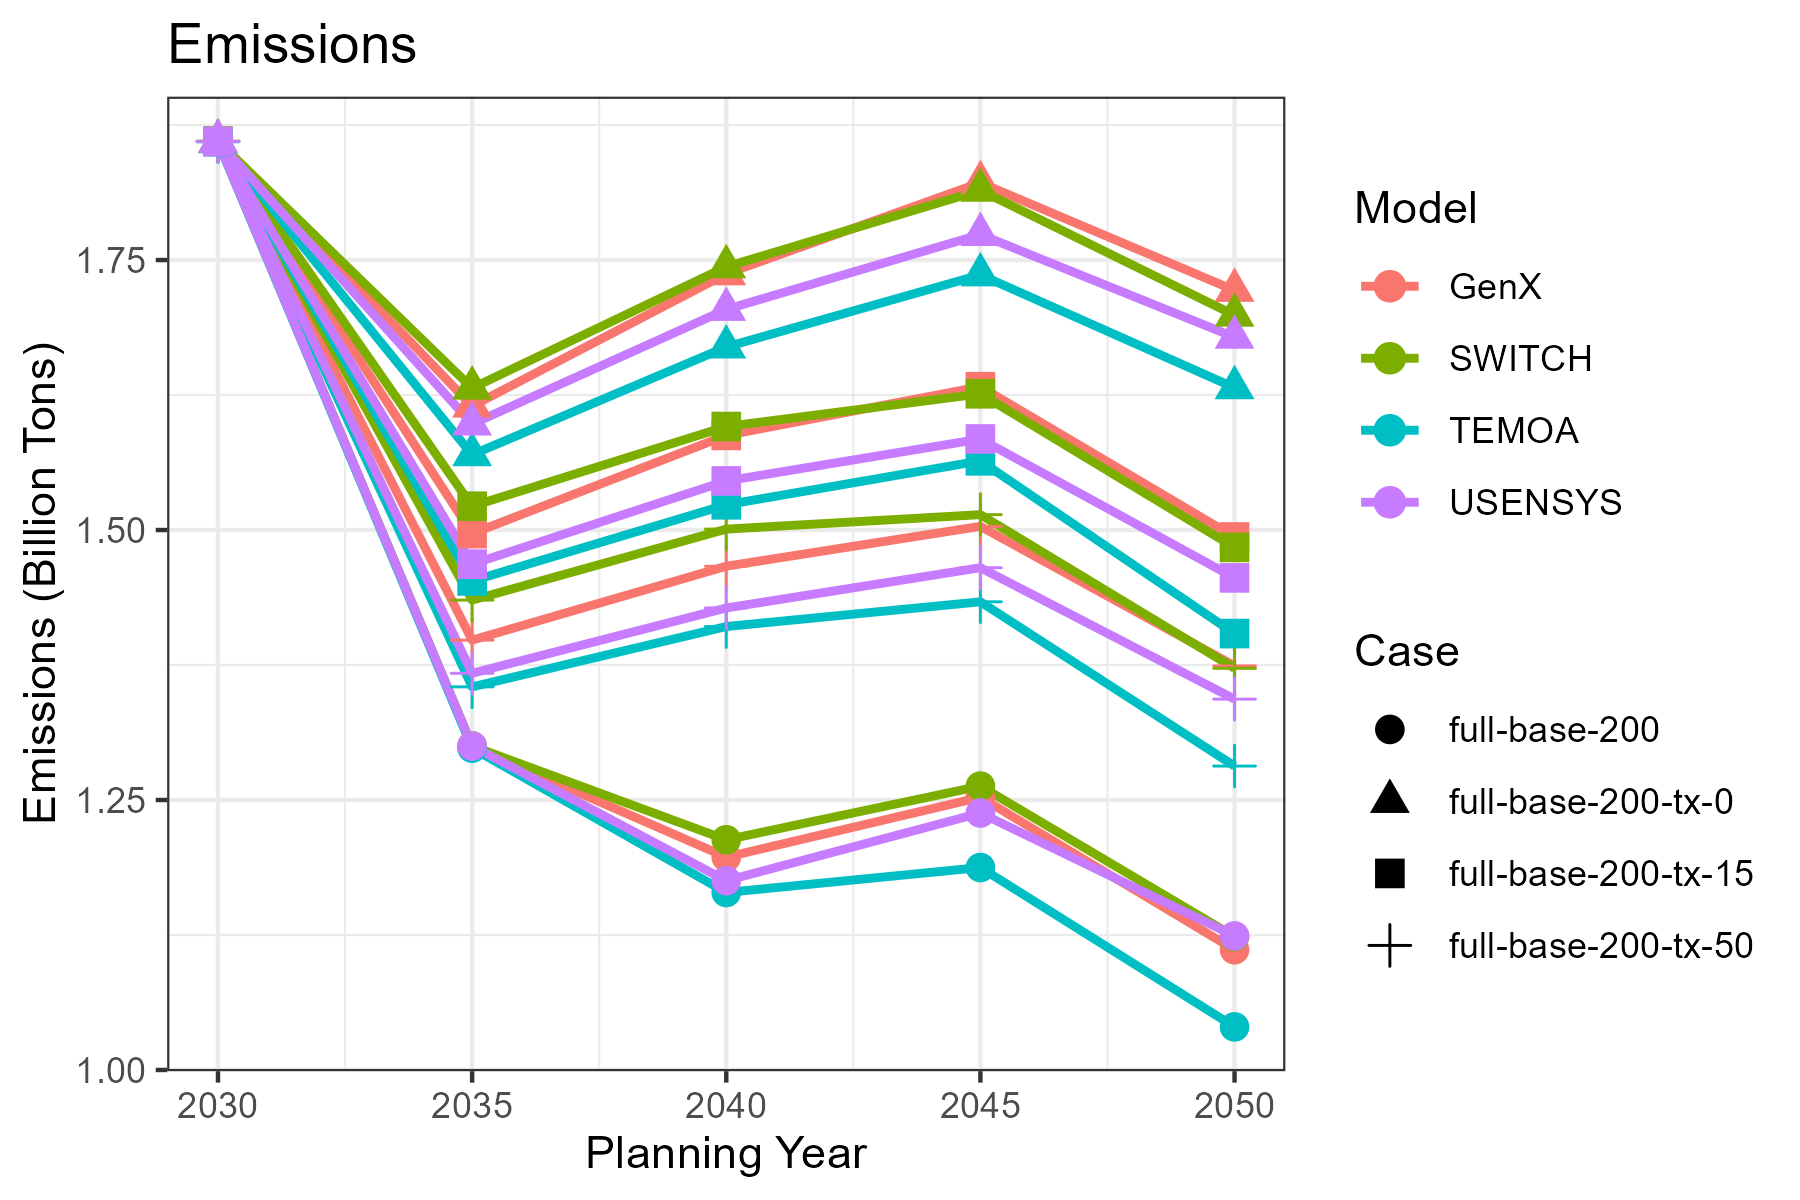 Emissions
Emissions (Billion Tons)
1.75
1.50
1.25
1.00
2030 2035 2040 2045 2050
Planning Year
Model
GenX
SWITCH
TEMOA
USENSYS
Case
full-base-200
full-base-200-tx-0
full-base-200-tx-15
full-base-200-tx-50